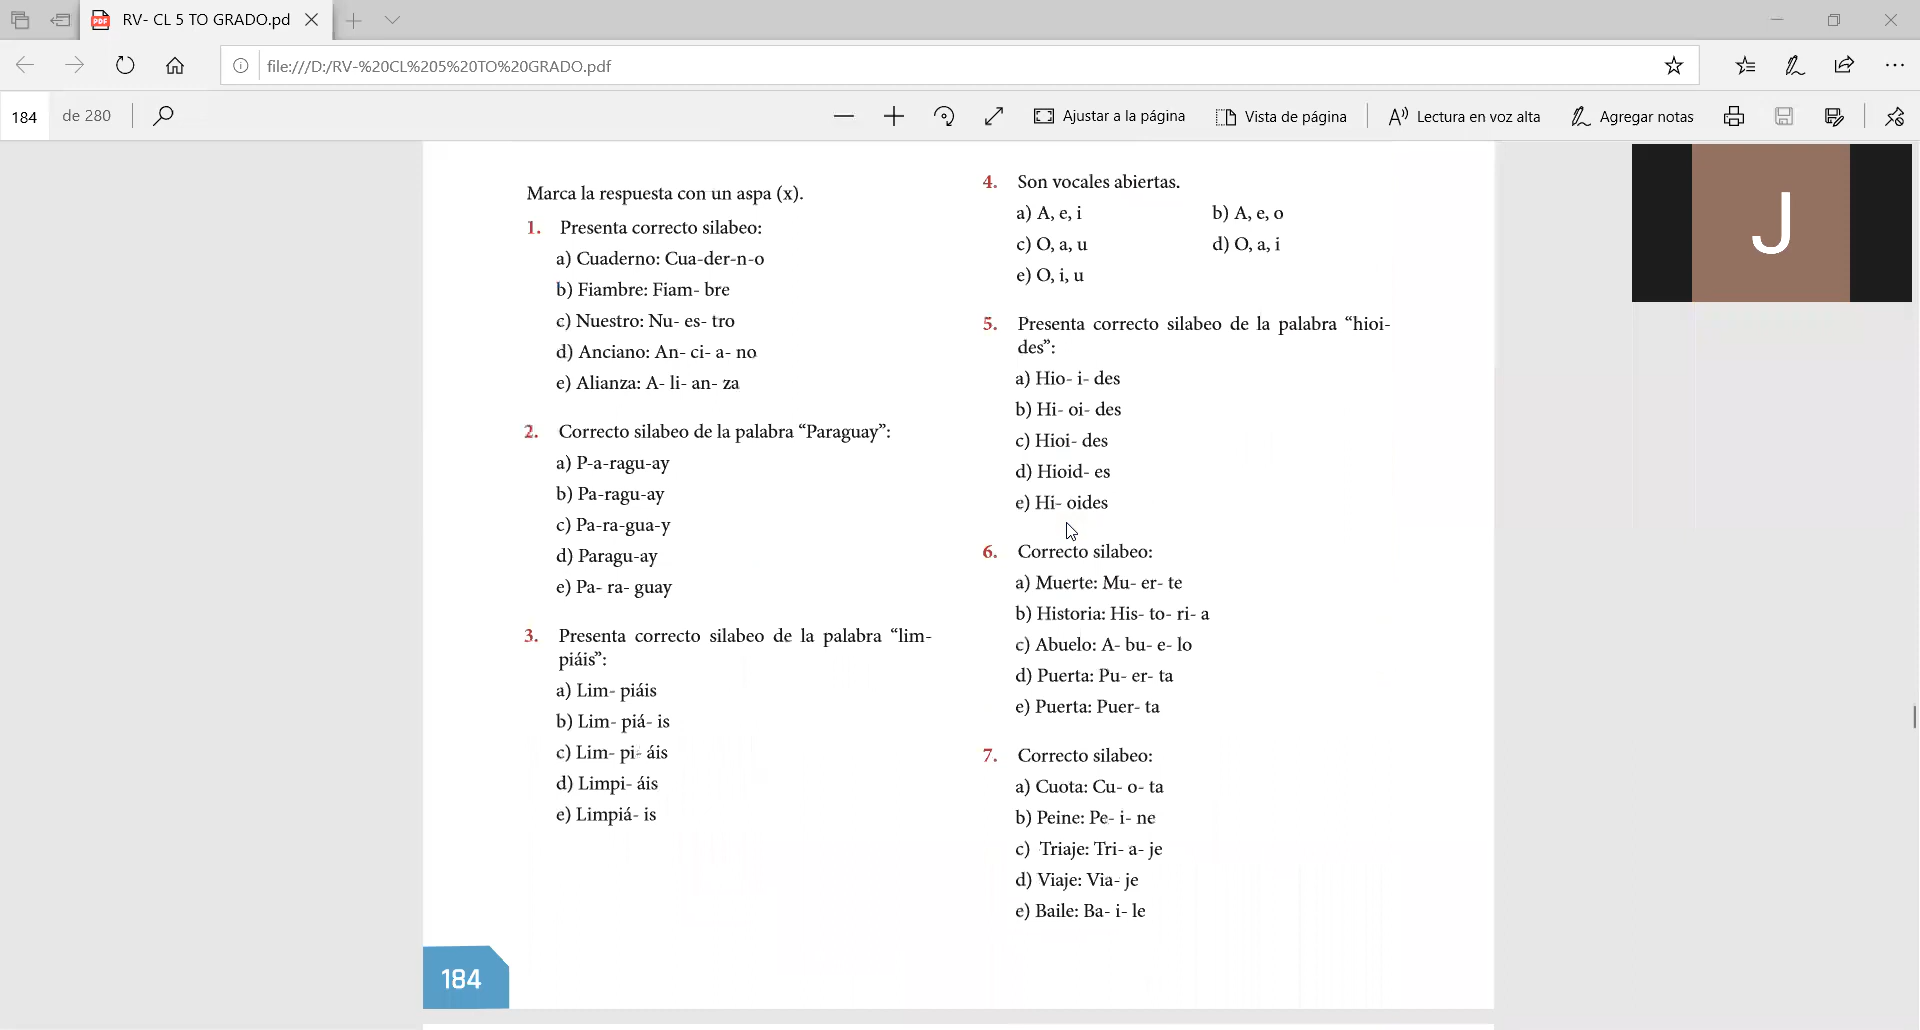 RV- CL 5 TO GRADO.pd
file:///D:/RV-%20CL%205%20TO%20GRADO.pdf
184 de 280
Ajustar a la página
Vista de página
Lectura en voz alta
Agregar notas
Marca la respuesta con un aspa (x).
1. Presenta correcto silabeo:
a) Cuaderno: Cua-der-n-o
b) Fiambre: Fiam- bre
c) Nuestro: Nu- es- tro
d) Anciano: An- ci- a- no
e) Alianza: A- li- an- za
2. Correcto silabeo de la palabra “Paraguay”:
a) P-a-ragu-ay
b) Pa-ragu-ay
c) Pa-ra-gua-y
d) Paragu-ay
e) Pa- ra- guay
3. Presenta correcto silabeo de la palabra “lim-
piáis”:
a) Lim- piáis
b) Lim- piá- is
c) Lim- pi- áis
d) Limpi- áis
e) Limpiá- is
4. Son vocales abiertas.
a) A, e, i b) A, e, o
c) O, a, u d) O, a, i
e) O, i, u
5. Presenta correcto silabeo de la palabra “hioi-
des”:
a) Hio- i- des
b) Hi- oi- des
c) Hioi- des
d) Hioid- es
e) Hi- oides
6. Correcto silabeo:
a) Muerte: Mu- er- te
b) Historia: His- to- ri- a
c) Abuelo: A- bu- e- lo
d) Puerta: Pu- er- ta
e) Puerta: Puer- ta
7. Correcto silabeo:
a) Cuota: Cu- o- ta
b) Peine: Pe- i- ne
c) Triaje: Tri- a- je
d) Viaje: Via- je
e) Baile: Ba- i- le
184
J